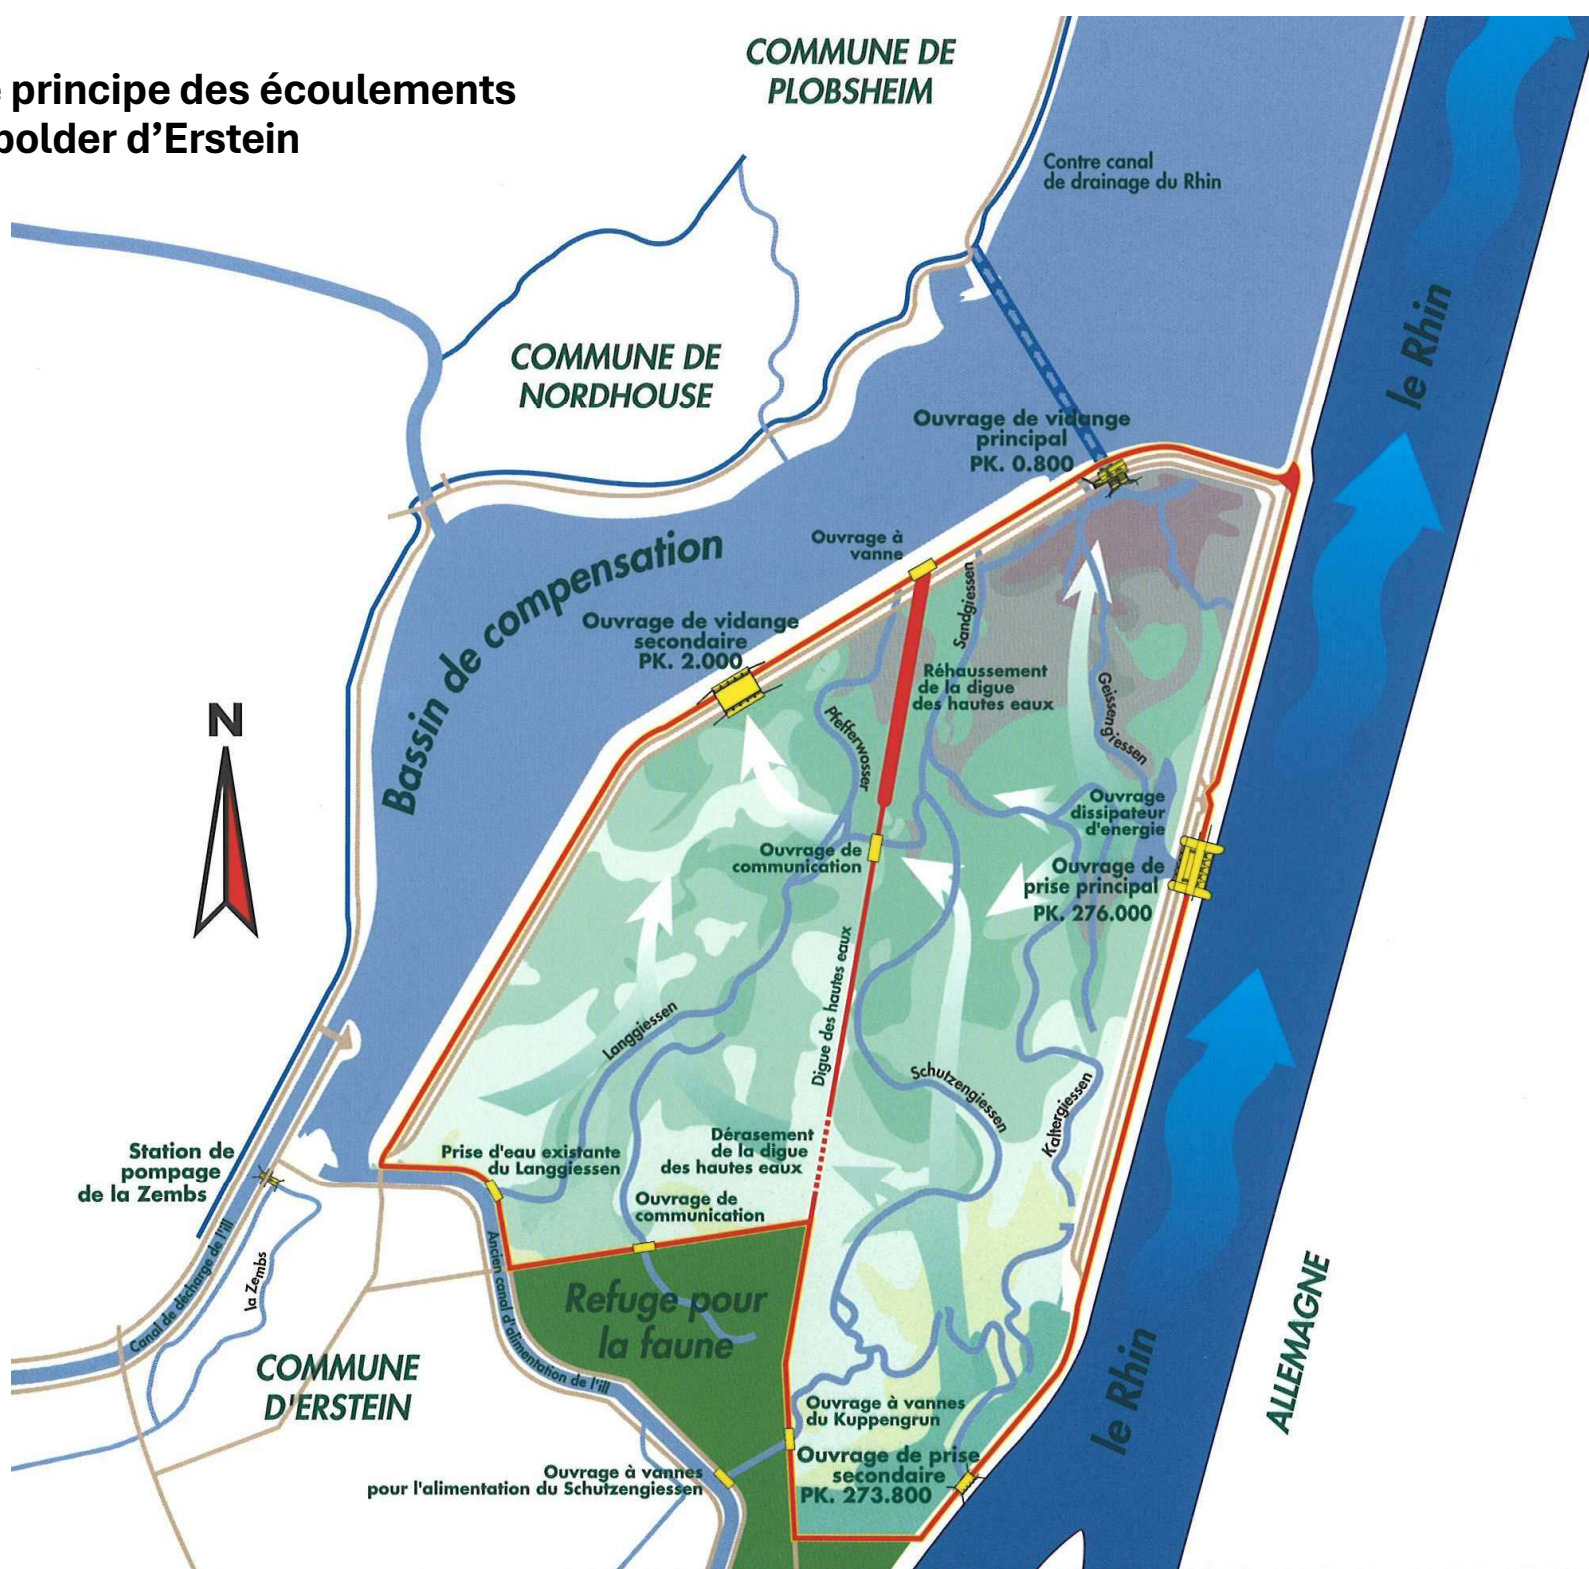 principe des écoulements
polder d'Erstein
COMMUNE DE
PLOBSHEIM
Contre canal
de drainage du Rhin
COMMUNE DE
NORDHOUSE
le Rhin
Ouvrage de vidange
principal
PK. 0.800
Ouvrage à
vanne
Bassin de compensation
Ouvrage de vidange
secondaire
PK. 2.000
Sandgiessen
Réhaussement
de la digue
des hautes eaux
Geissengiessen
Pfefferwosser
N
Ouvrage
dissipateur
d'energie
Ouvrage de
communication
Ouvrage de
prise principal
PK. 276.000
Digue des hautes eaux
Langgiessen
Schutzengiessen
Kaltergiessen
Station de
pompage
de la Zembs
Prise d'eau existante
du Langgiessen
Dérasement
de la digue
des hautes eaux
Ouvrage de
communication
Canal de décharge de l'ill
la Zembs
Ancien canal d'alimentation de l'ill
Refuge pour
la faune
COMMUNE
D'ERSTEIN
ALLEMAGNE
le Rhin
Ouvrage à vannes
du Kuppengrun
Ouvrage de prise
secondaire
PK. 273.800
Ouvrage à vannes
pour l'alimentation du Schutzengiessen